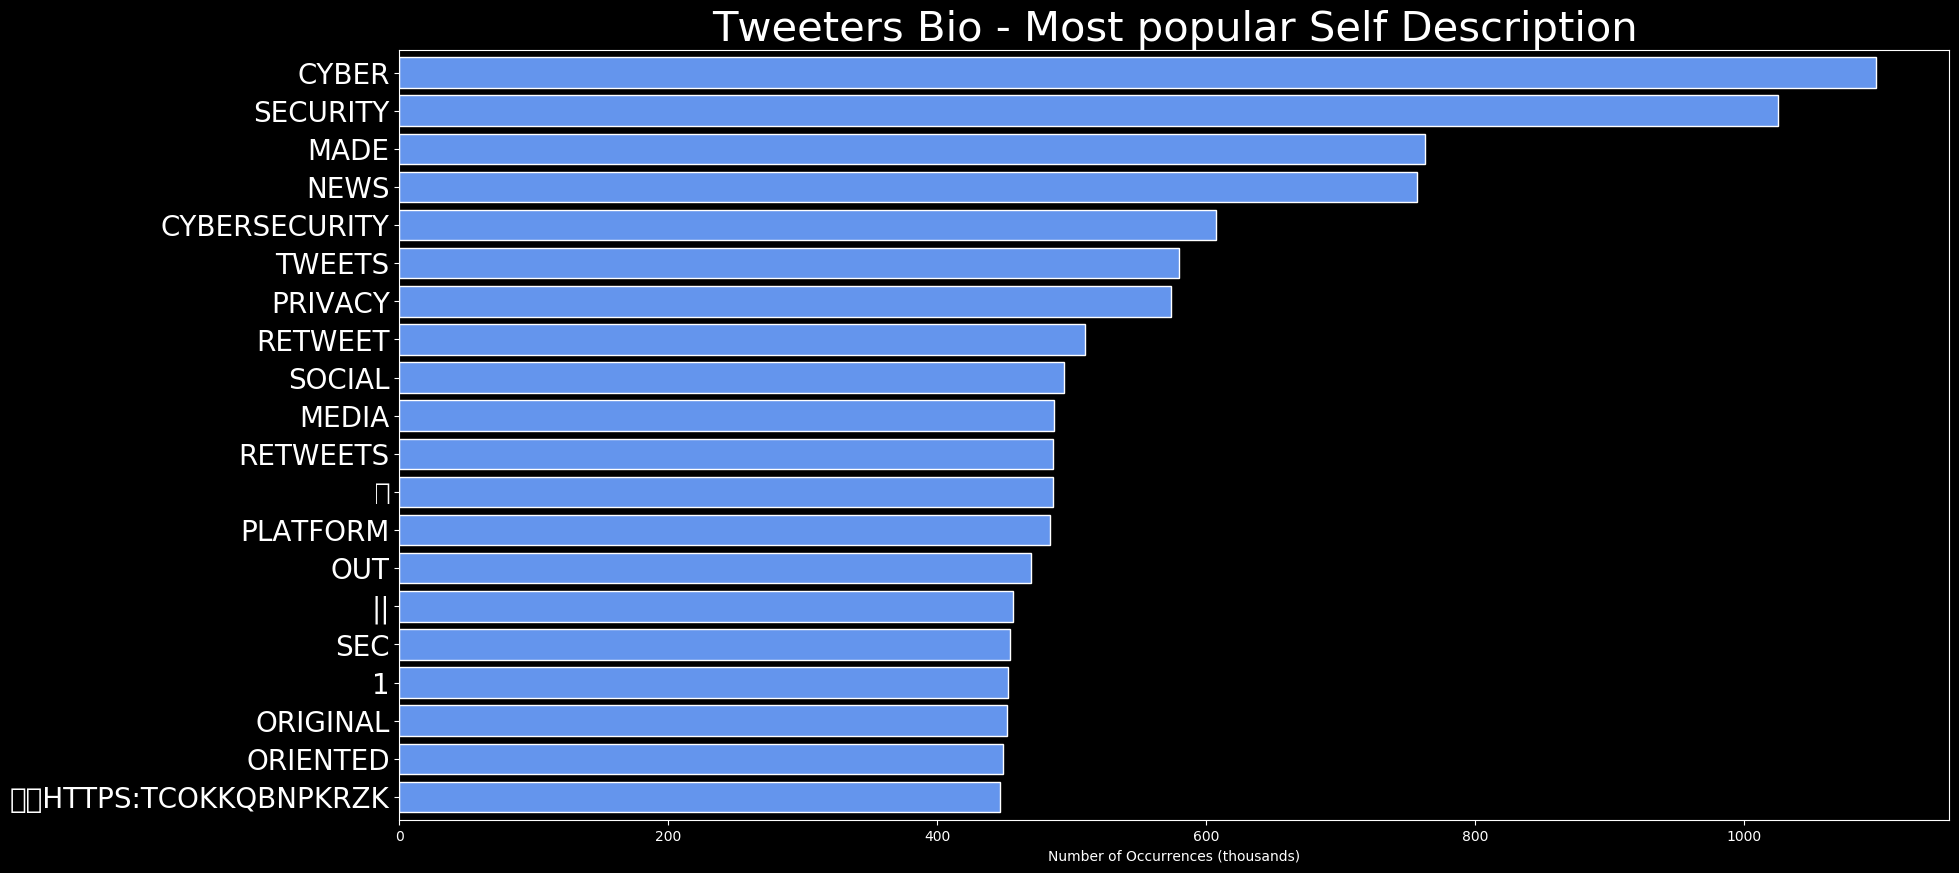 Tweeters Bio - Most popular Self Description
CYBER
SECURITY
MADE
NEWS
CYBERSECURITY
TWEETS
PRIVACY
RETWEET
SOCIAL
MEDIA
RETWEETS
PLATFORM
OUT
||
SEC
1
ORIGINAL
ORIENTED
HTTPS:TCOKKQBNPKRZK
0 200 400 600 800 1000
Number of Occurrences (thousands)